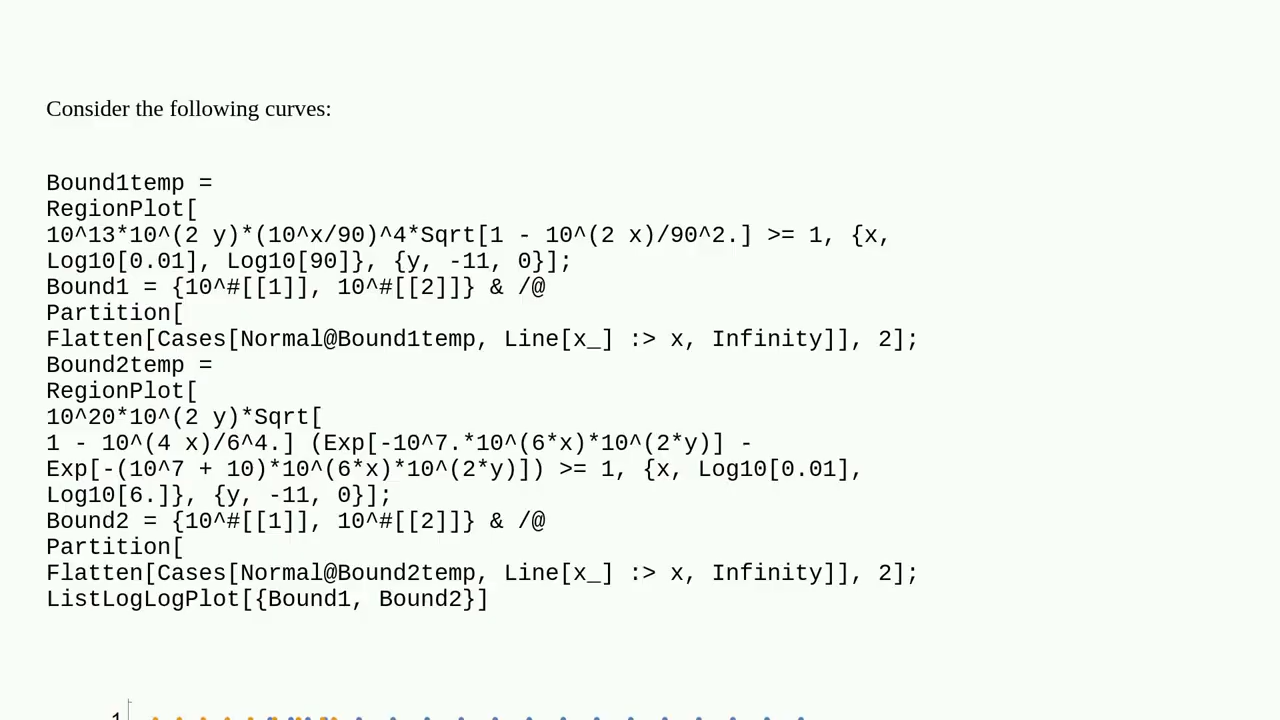 Consider the following curves:
Bound1temp =
RegionPlot[
10^13*10^(2 y)*(10^x/90)^4*Sqrt[1 - 10^(2 x)/90^2.] >= 1, {x,
Log10[0.01], Log10[90]}, {y, -11, 0}];
Bound1 = {10^#[[1]], 10^#[[2]]} & /@
Partition[
Flatten[Cases[Normal@Bound1temp, Line[x_] :> x, Infinity]], 2];
Bound2temp =
RegionPlot[
10^20*10^(2 y)*Sqrt[
1 - 10^(4 x)/6^4.] (Exp[-10^7.*10^(6*x)*10^(2*y)] -
Exp[-(10^7 + 10)*10^(6*x)*10^(2*y)]) >= 1, {x, Log10[0.01],
Log10[6.]}, {y, -11, 0}];
Bound2 = {10^#[[1]], 10^#[[2]]} & /@
Partition[
Flatten[Cases[Normal@Bound2temp, Line[x_] :> x, Infinity]], 2];
ListLogLogPlot[{Bound1, Bound2}]
1